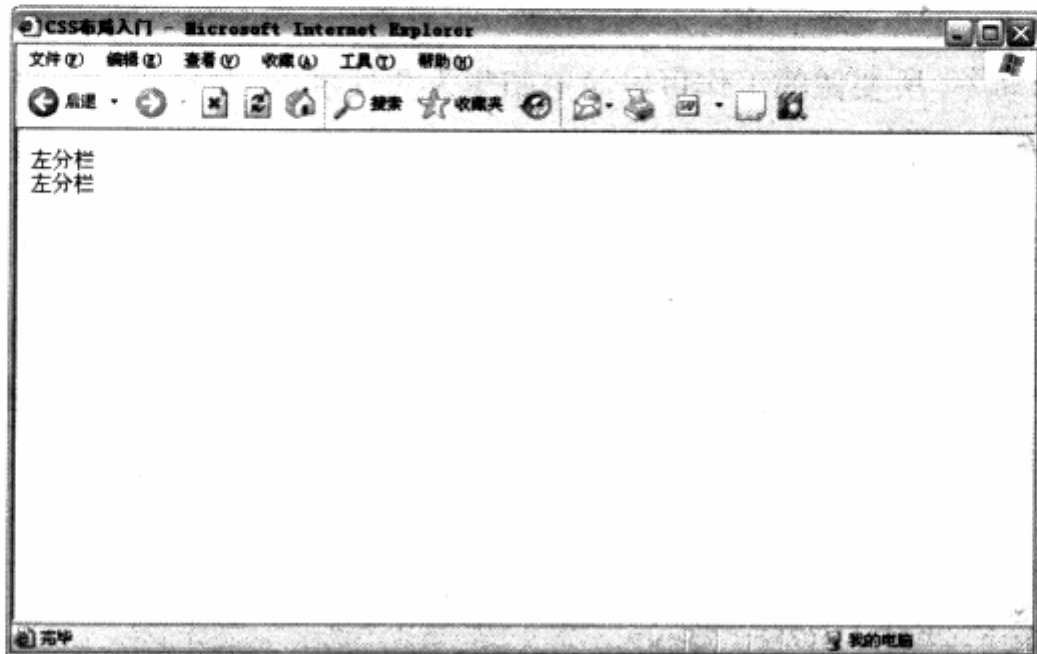 CSS布局入门 - Microsoft Internet Explorer
文件(F) 编辑(E) 查看(V) 收藏(A) 工具(T) 帮助(H)
后退 搜索 收藏夹
左分栏
左分栏
完毕 我的电脑